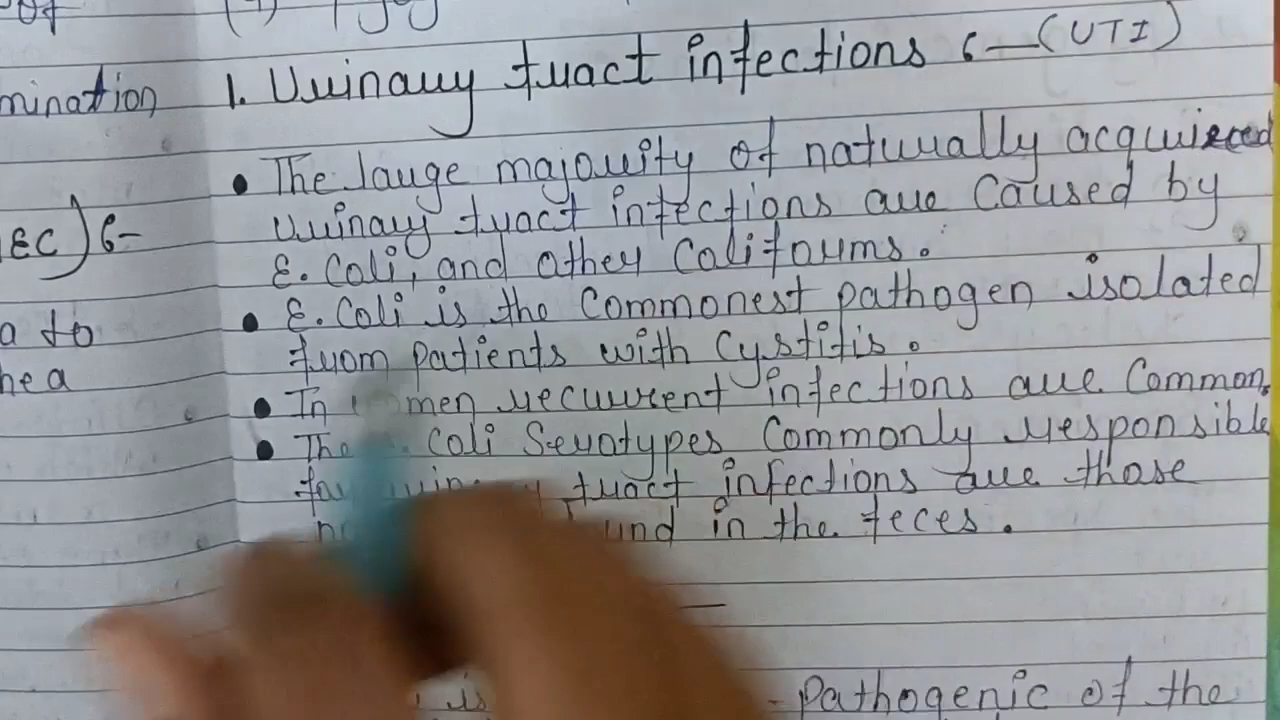 mination
EC) :-
a to
hea
1. Urinary tract infections :- (UTI)
• The large majority of naturally acquired
urinary tract infections are caused by
E. Coli, and other Coliforms.
• E. Coli is the Commonest pathogen isolated
from patients with Cystitis.
• In men recurrent infections are Common.
• The Coli Serotypes Commonly responsible
tract infections are those
in the feces.
is - Pathogenic of the